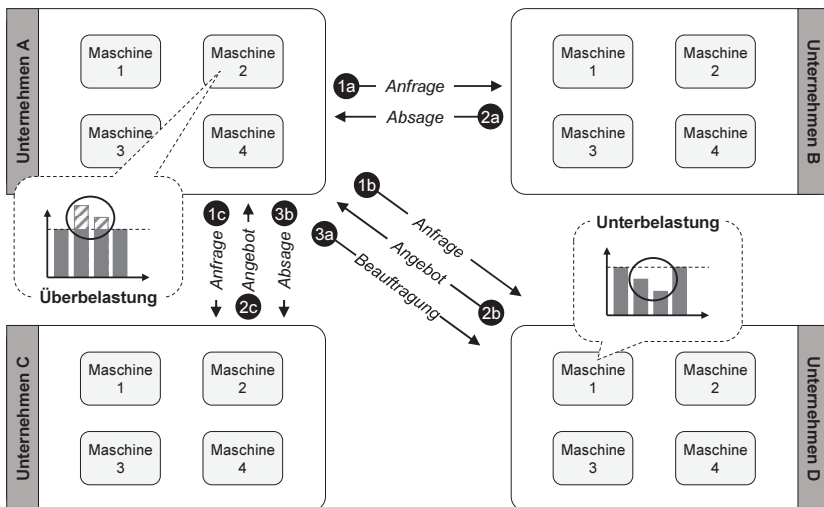 Unternehmen A
Maschine
1
Maschine
2
Maschine
3
Maschine
4
Überbelastung
1a
Anfrage
Absage
2a
Unternehmen B
Maschine
1
Maschine
2
Maschine
3
Maschine
4
1c
Anfrage
Angebot
2c
3b
Absage
1b
Anfrage
Angebot
2b
3a
Beauftragung
Unterbelastung
Unternehmen C
Maschine
1
Maschine
2
Maschine
3
Maschine
4
Unternehmen D
Maschine
1
Maschine
2
Maschine
3
Maschine
4